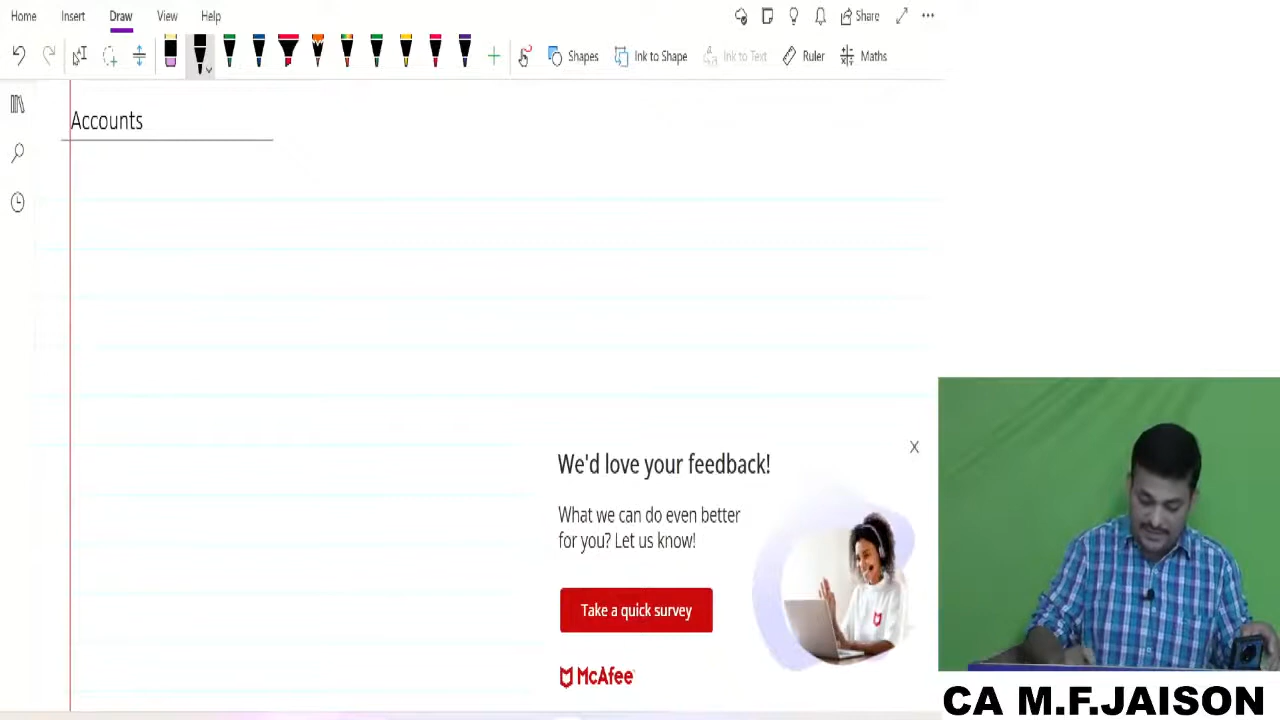 Home Insert Draw View Help Share
Shapes Ink to Shape Ink to Text Ruler Maths
Accounts
We'd love your feedback!
X
What we can do even better
for you? Let us know!
Take a quick survey
McAfee
CA M.F.JAISON